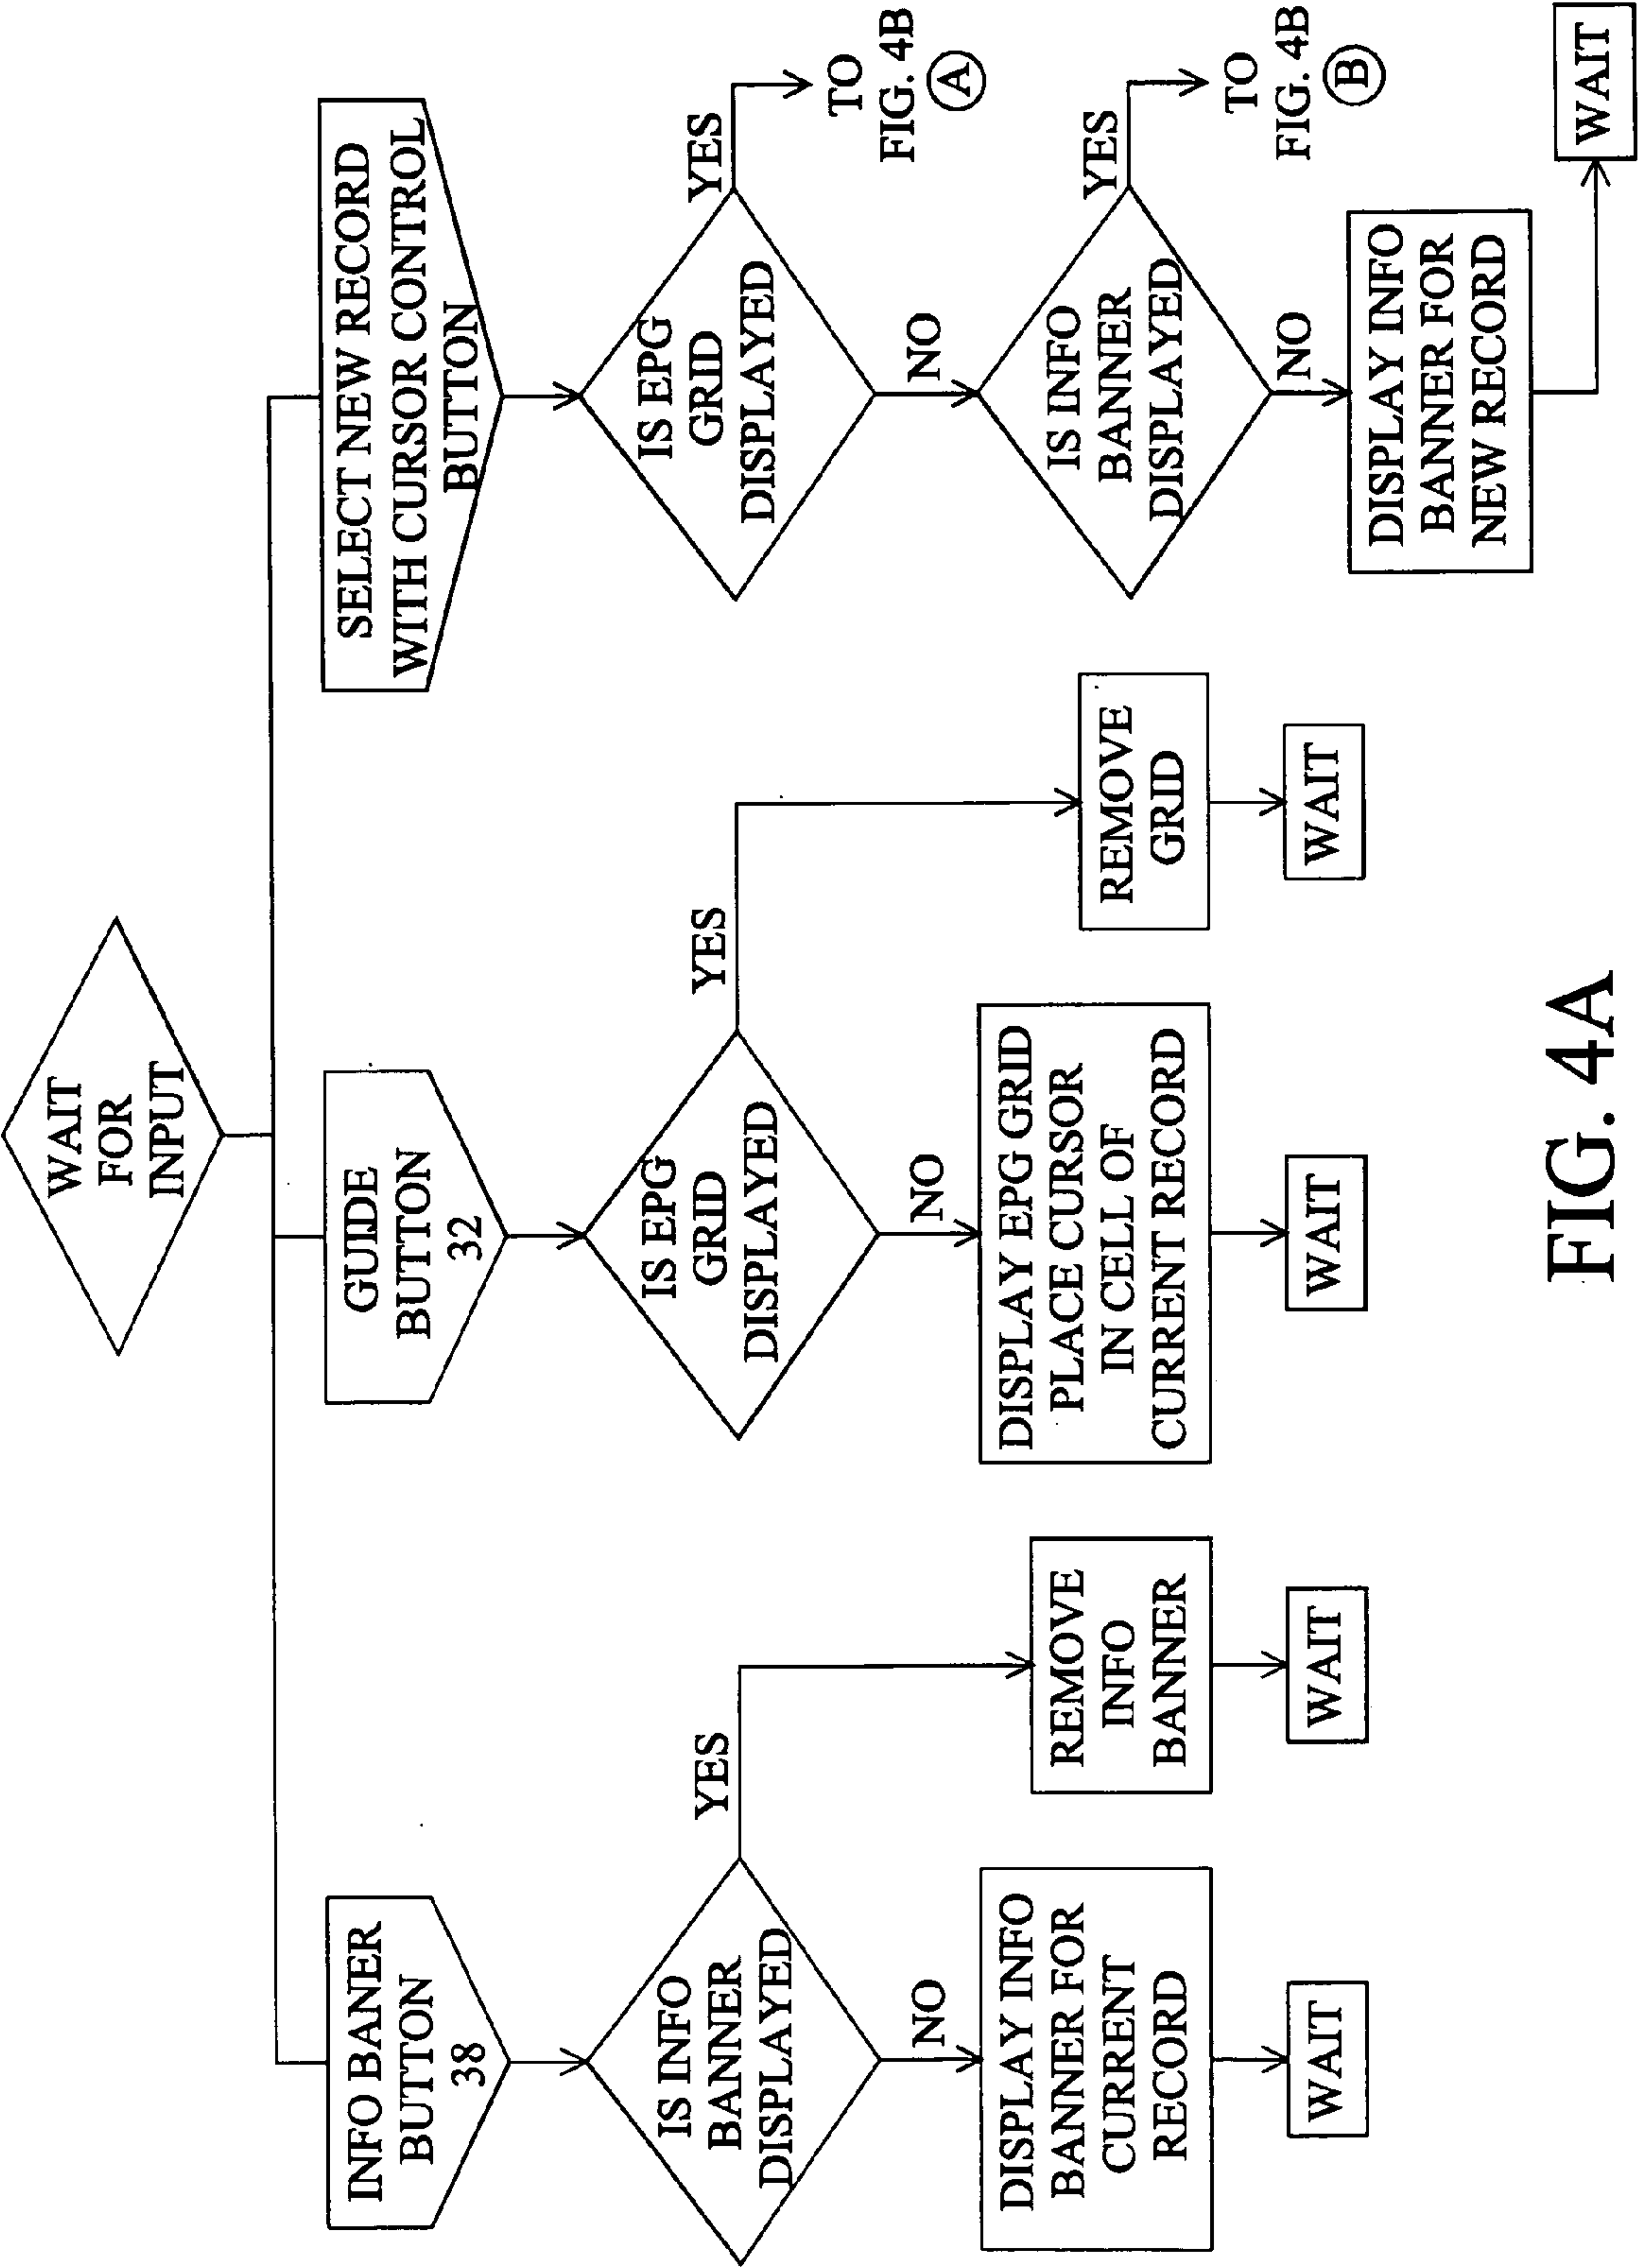 WAIT
FOR
INPUT
INFO BANER
BUTTON
38
IS INFO
BANNER
DISPLAYED
YES
NO
DISPLAY INFO
BANNER FOR
CURRENT
RECORD
WAIT
REMOVE
INFO
BANNER
WAIT
GUIDE
BUTTON
32
IS EPG
GRID
DISPLAYED
YES
NO
DISPLAY EPG GRID
PLACE CURSOR
IN CELL OF
CURRENT RECORD
WAIT
REMOVE
GRID
WAIT
SELECT NEW RECORD
WITH CURSOR CONTROL
BUTTON
IS EPG
GRID
DISPLAYED
YES
TO
FIG. 4B
A
NO
IS INFO
BANNER
DISPLAYED
YES
TO
FIG. 4B
B
NO
DISPLAY INFO
BANNER FOR
NEW RECORD
WAIT
FIG. 4A